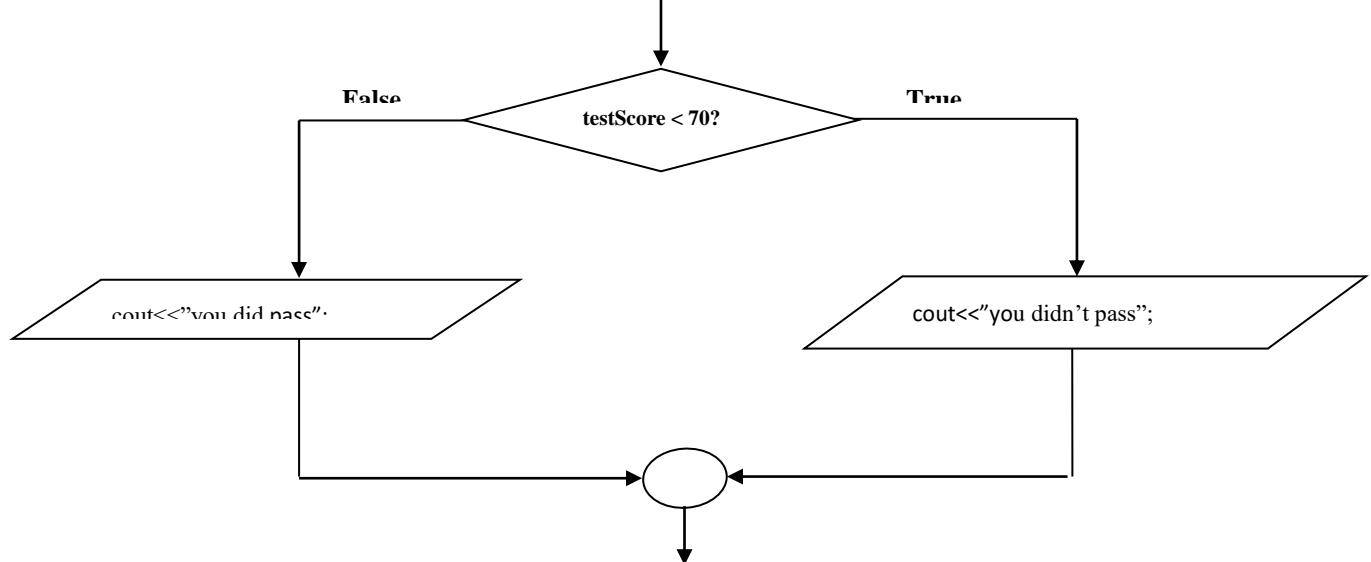 False
True
testScore < 70?
cout<<”you did pass”;
cout<<”you didn’t pass”;